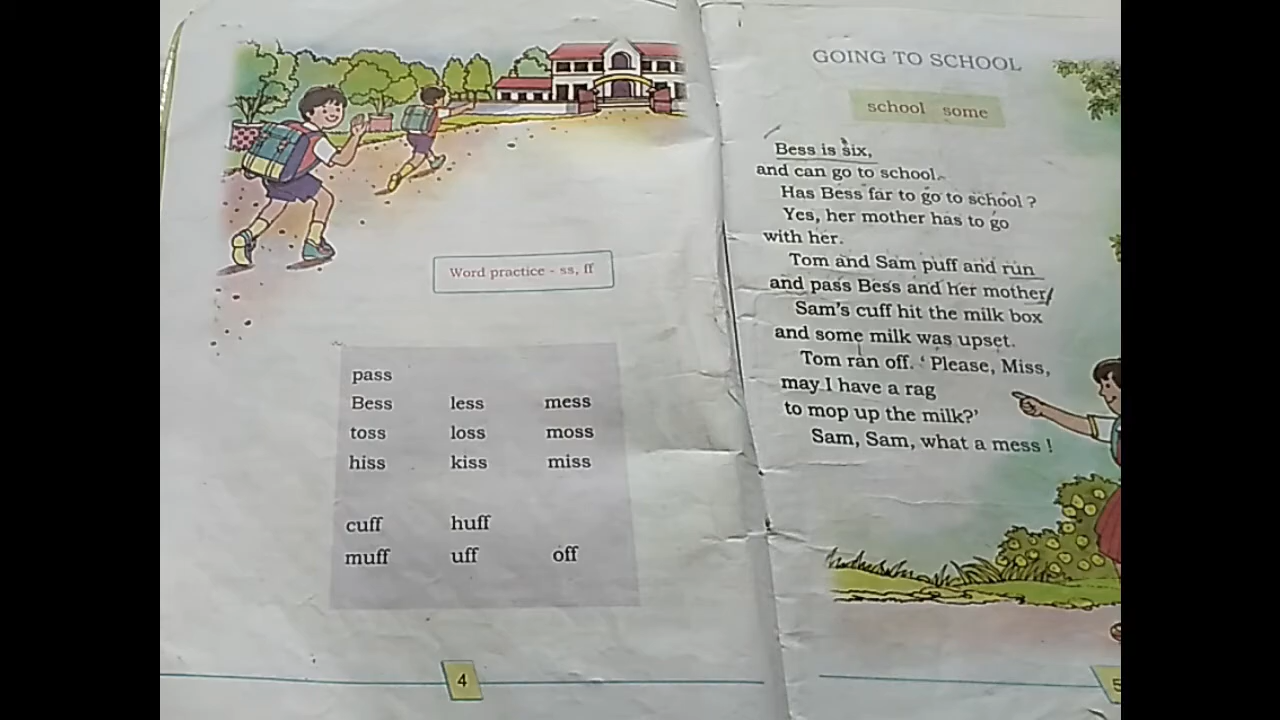 Word practice - ss, ff
pass
Bess less mess
toss loss moss
hiss kiss miss
cuff huff
muff uff off
4
GOING TO SCHOOL
school some
Bess is six,
and can go to school.
Has Bess far to go to school ?
Yes, her mother has to go
with her.
Tom and Sam puff and run
and pass Bess and her mother
Sam's cuff hit the milk box
and some milk was upset.
Tom ran off. ‘ Please, Miss,
may I have a rag
to mop up the milk?’
Sam, Sam, what a mess !
5